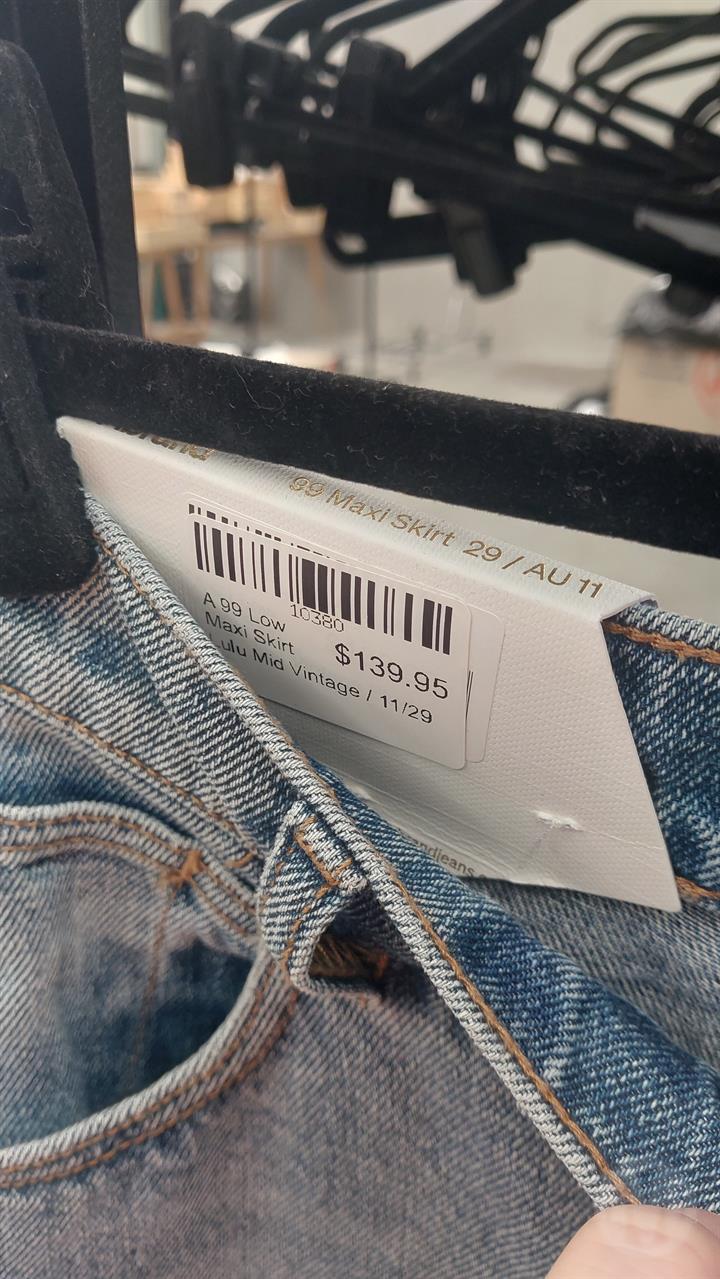 99 Maxi Skirt 29 / AU 11
10380
A 99 Low
Maxi Skirt
$139.95
Lulu Mid Vintage / 11/29